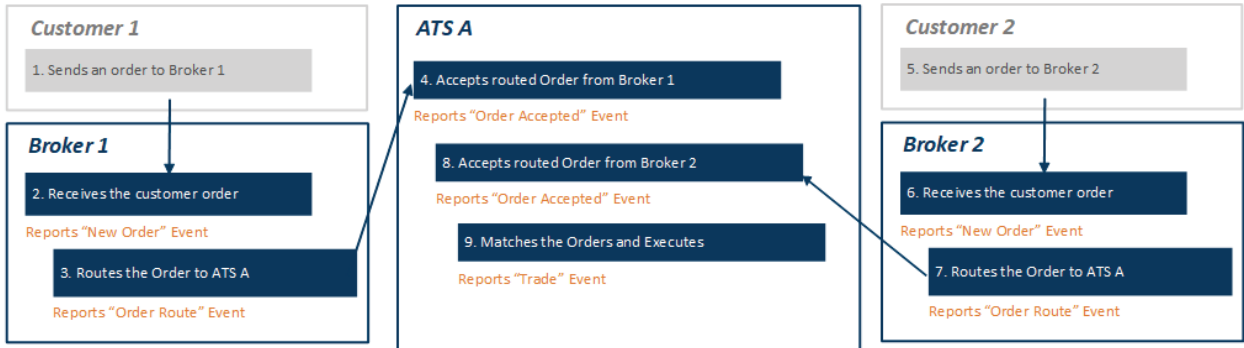 Customer 1
1. Sends an order to Broker 1
Broker 1
2. Receives the customer order
Reports “New Order” Event
3. Routes the Order to ATS A
Reports “Order Route” Event
ATS A
4. Accepts routed Order from Broker 1
Reports “Order Accepted” Event
8. Accepts routed Order from Broker 2
Reports “Order Accepted” Event
9. Matches the Orders and Executes
Reports “Trade” Event
Customer 2
5. Sends an order to Broker 2
Broker 2
6. Receives the customer order
Reports “New Order” Event
7. Routes the Order to ATS A
Reports “Order Route” Event